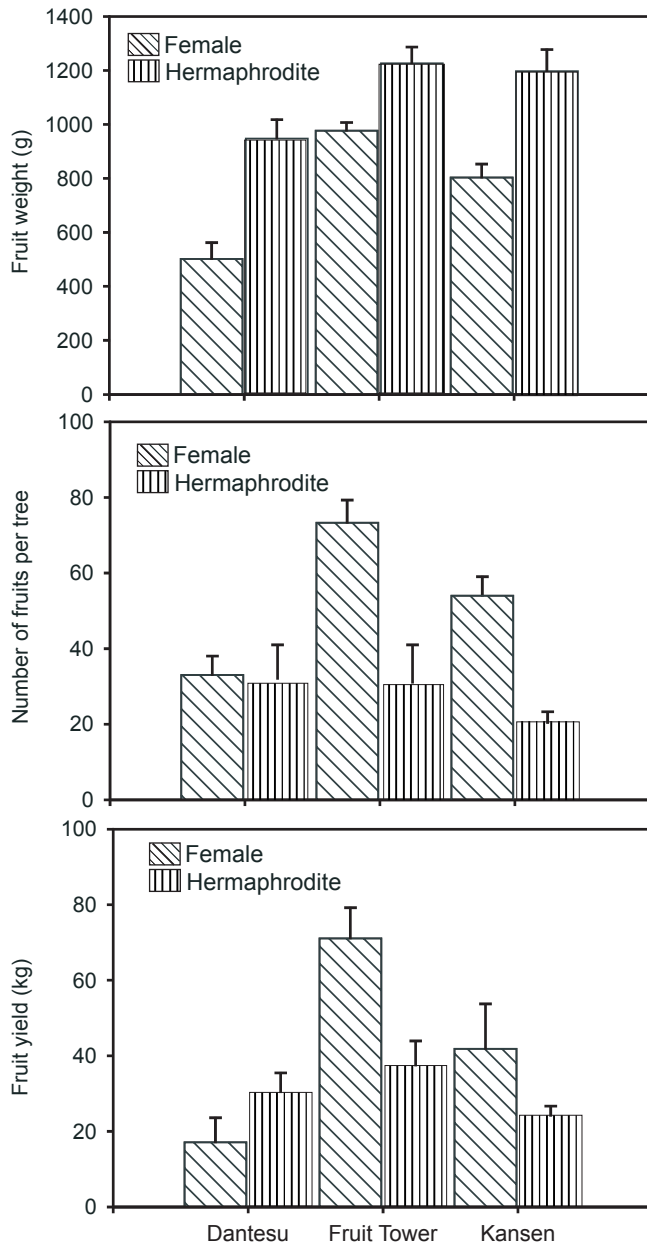 1400
1200
1000
800
600
400
200
0
Fruit weight (g)
Female
Hermaphrodite
100
80
60
40
20
0
Number of fruits per tree
Female
Hermaphrodite
100
80
60
40
20
0
Fruit yield (kg)
Female
Hermaphrodite
Dantesu Fruit Tower Kansen